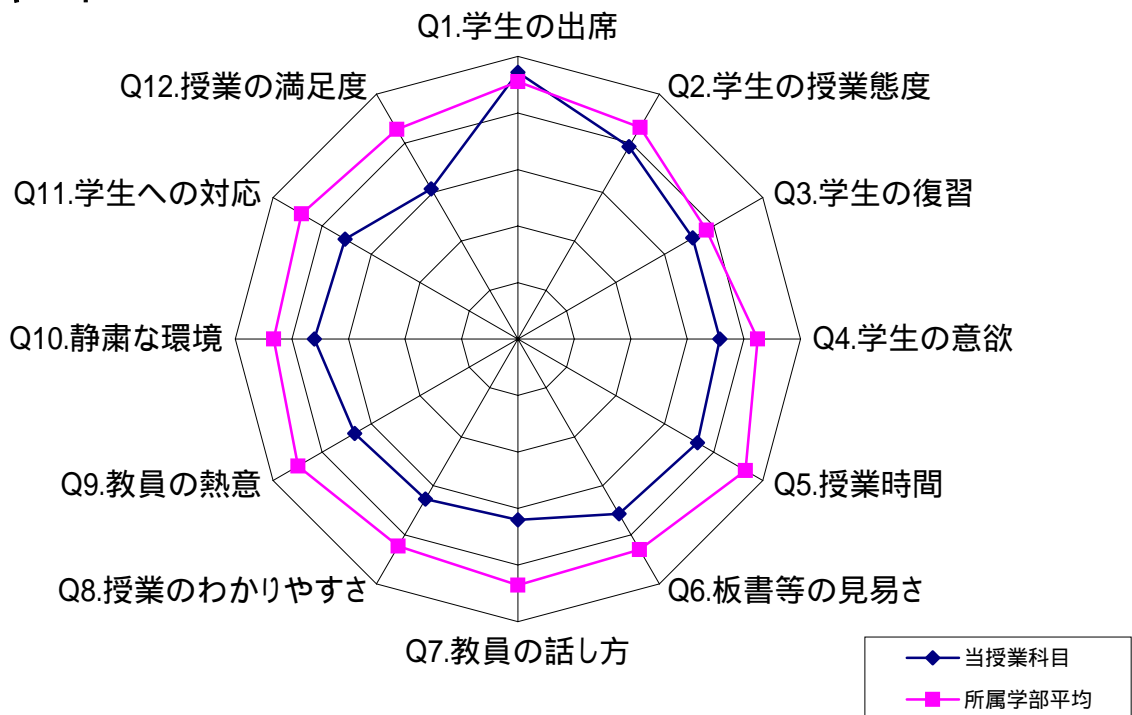 Q1.学生の出席
Q2.学生の授業態度
Q3.学生の復習
Q4.学生の意欲
Q5.授業時間
Q6.板書等の見易さ
Q7.教員の話し方
Q8.授業のわかりやすさ
Q9.教員の熱意
Q10.静粛な環境
Q11.学生への対応
Q12.授業の満足度
当授業科目
所属学部平均